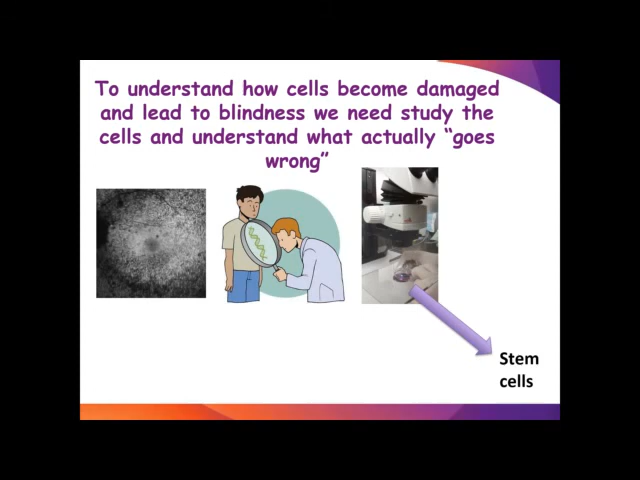 To understand how cells become damaged
and lead to blindness we need study the
cells and understand what actually “goes
wrong”
Stem
cells